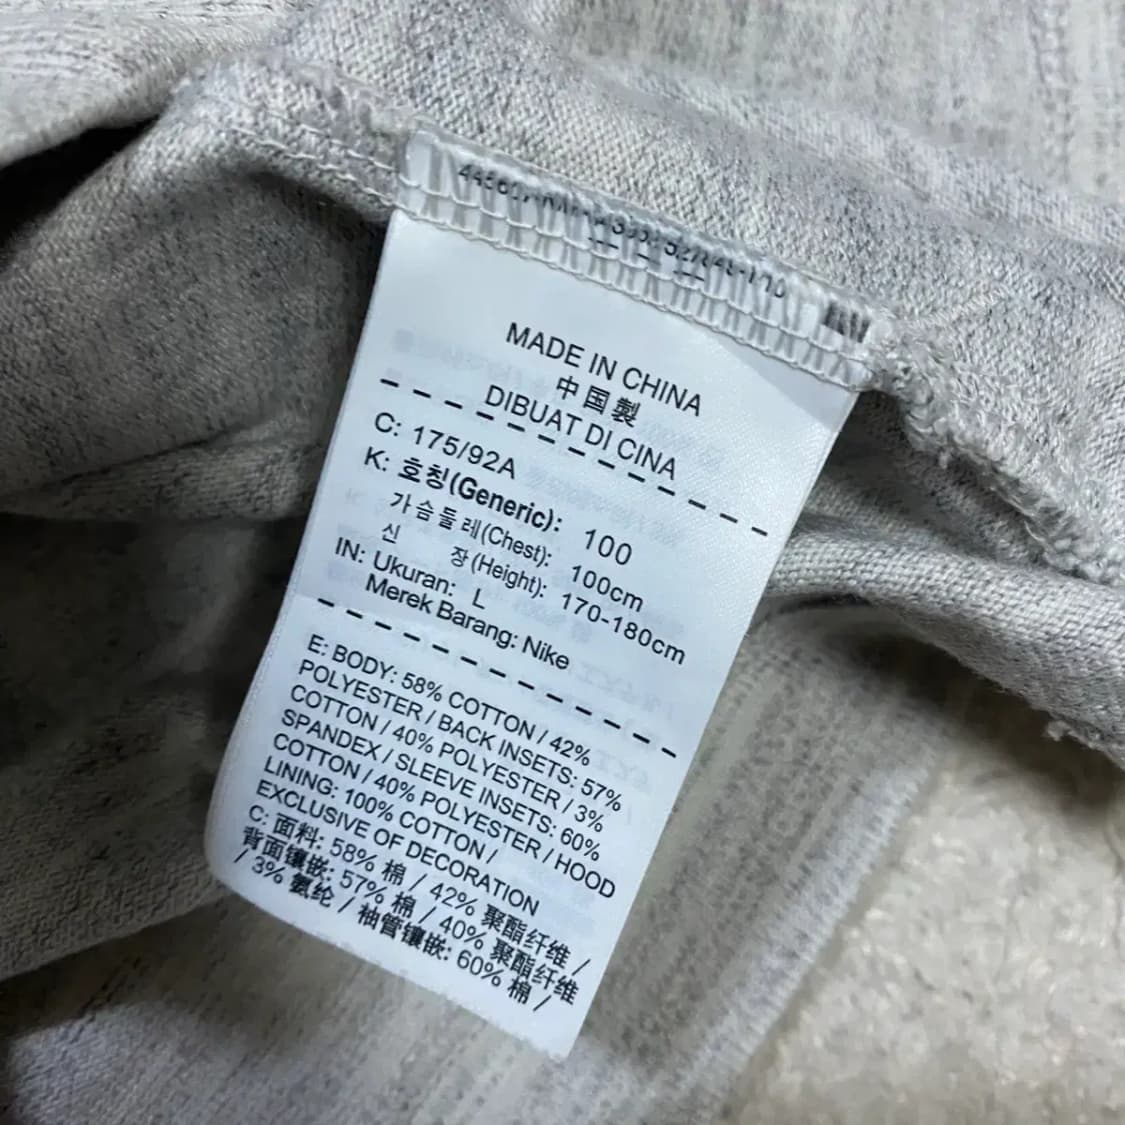 MADE IN CHINA
中国製
DIBUAT DI CINA
C: 175/92A
K: 호칭(Generic): 100
가슴둘레(Chest): 100cm
신 장(Height): 170-180cm
IN: Ukuran: L
Merek Barang: Nike
E: BODY: 58% COTTON / 42%
POLYESTER / BACK INSETS: 57%
COTTON / 40% POLYESTER / 3%
SPANDEX / SLEEVE INSETS: 60%
COTTON / 40% POLYESTER / HOOD
LINING: 100% COTTON /
EXCLUSIVE OF DECORATION
C: 面料: 58% 棉 / 42% 聚酯纤维 /
背面镶嵌: 57% 棉 / 40% 聚酯纤维
/ 3% 氨纶 / 袖管镶嵌: 60% 棉 /